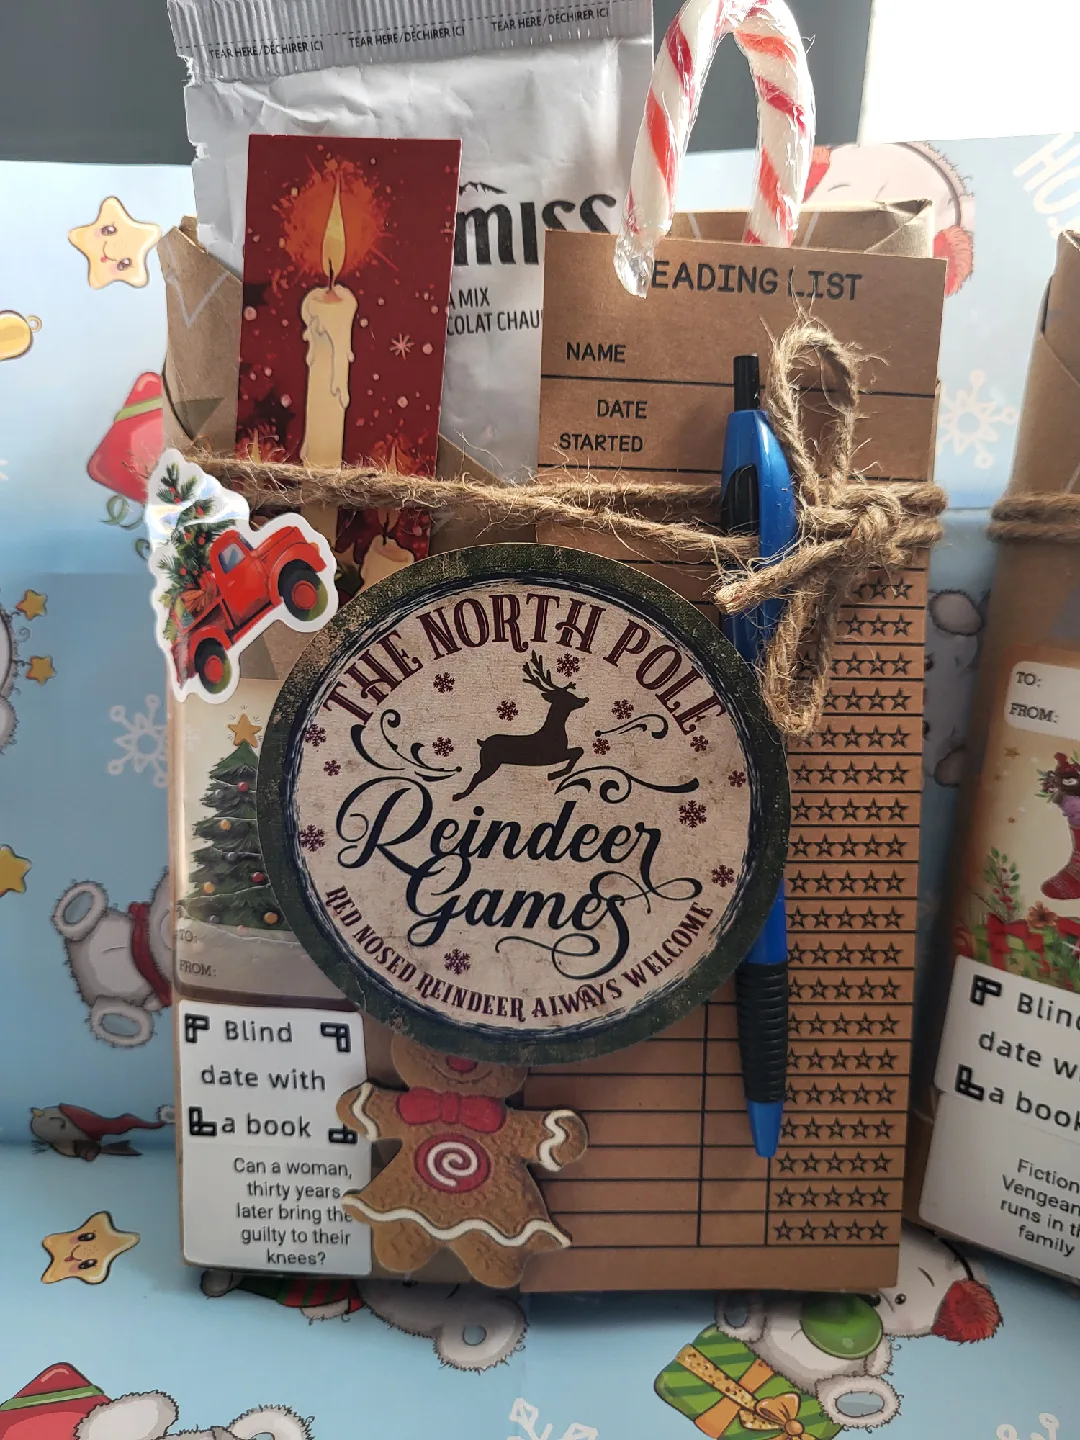 TEAR HERE / DÉCHIRER ICI TEAR HERE / DÉCHIRER ICI TEAR HERE / DÉCHIRER ICI
MISS
A MIX
COLAT CHAU
EADING LIST
NAME
DATE
STARTED
THE NORTH POLE
Reindeer
Games
RED NOSED REINDEER ALWAYS WELCOME
TO:
FROM:
Blind
date with
a book
Can a woman,
thirty years
later bring the
guilty to their
knees?
TO:
FROM:
Blind
date w
a book
Fiction
Vengean
runs in t
family
HO